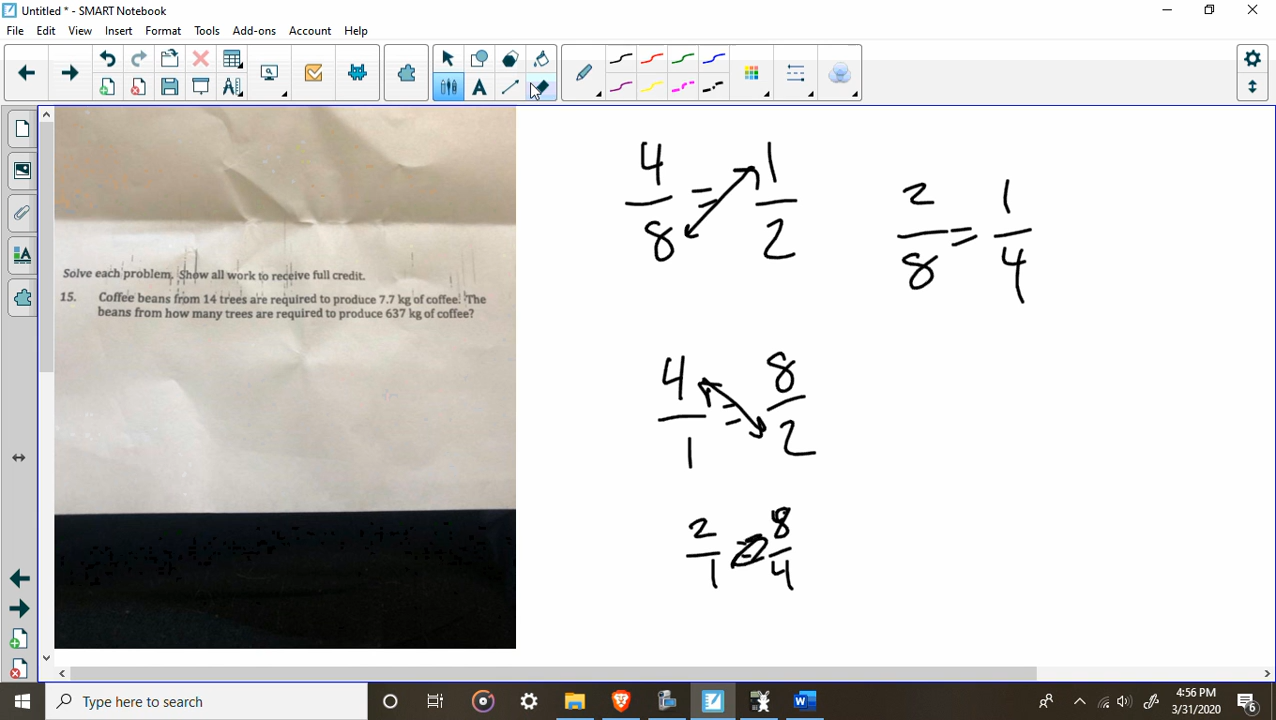 Untitled * - SMART Notebook
File Edit View Insert Format Tools Add-ons Account Help
Solve each problem. Show all work to receive full credit.
15. Coffee beans from 14 trees are required to produce 7.7 kg of coffee. The
beans from how many trees are required to produce 637 kg of coffee?
4/8 = 1/2
2/8 = 1/4
4/1 = 8/2
2/1 = 8/4
Type here to search
4:56 PM
3/31/2020
6